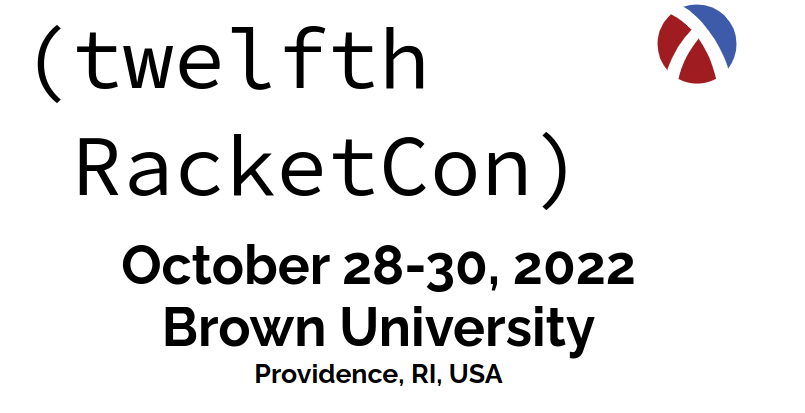 (twelfth
RacketCon)
October 28-30, 2022
Brown University
Providence, RI, USA